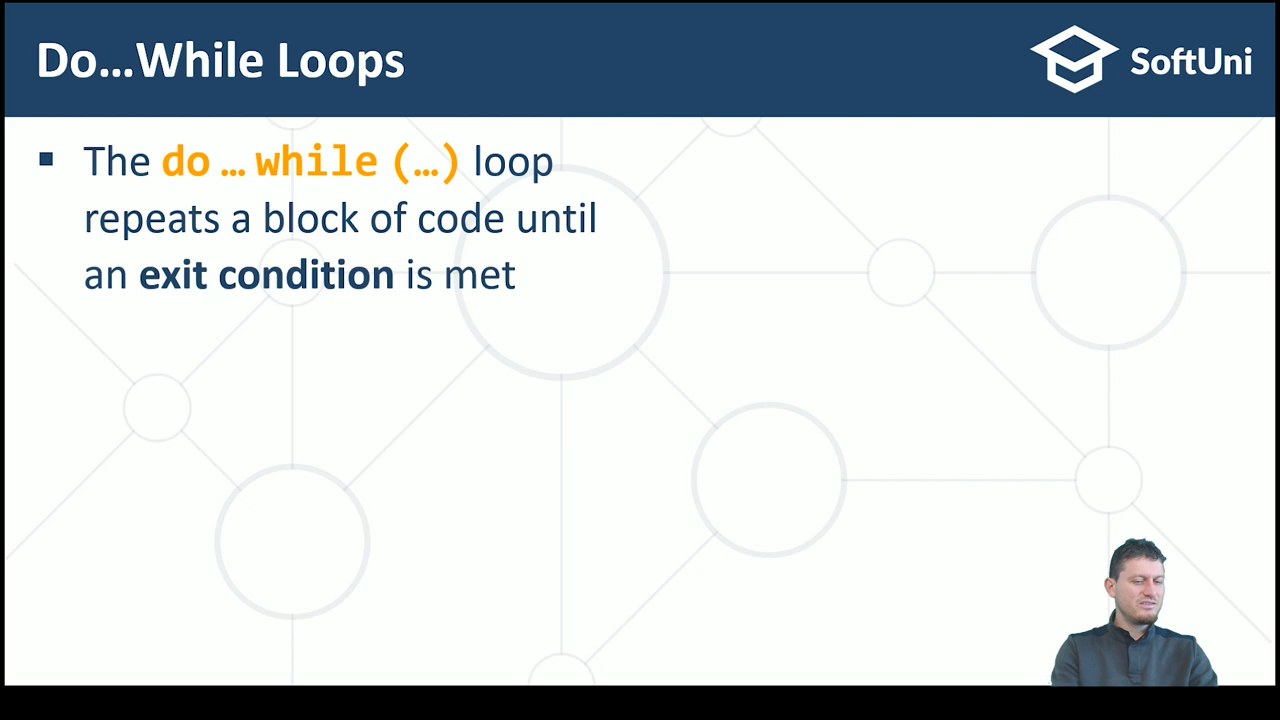 Do…While Loops
SoftUni
▪ The do … while (…) loop
repeats a block of code until
an exit condition is met